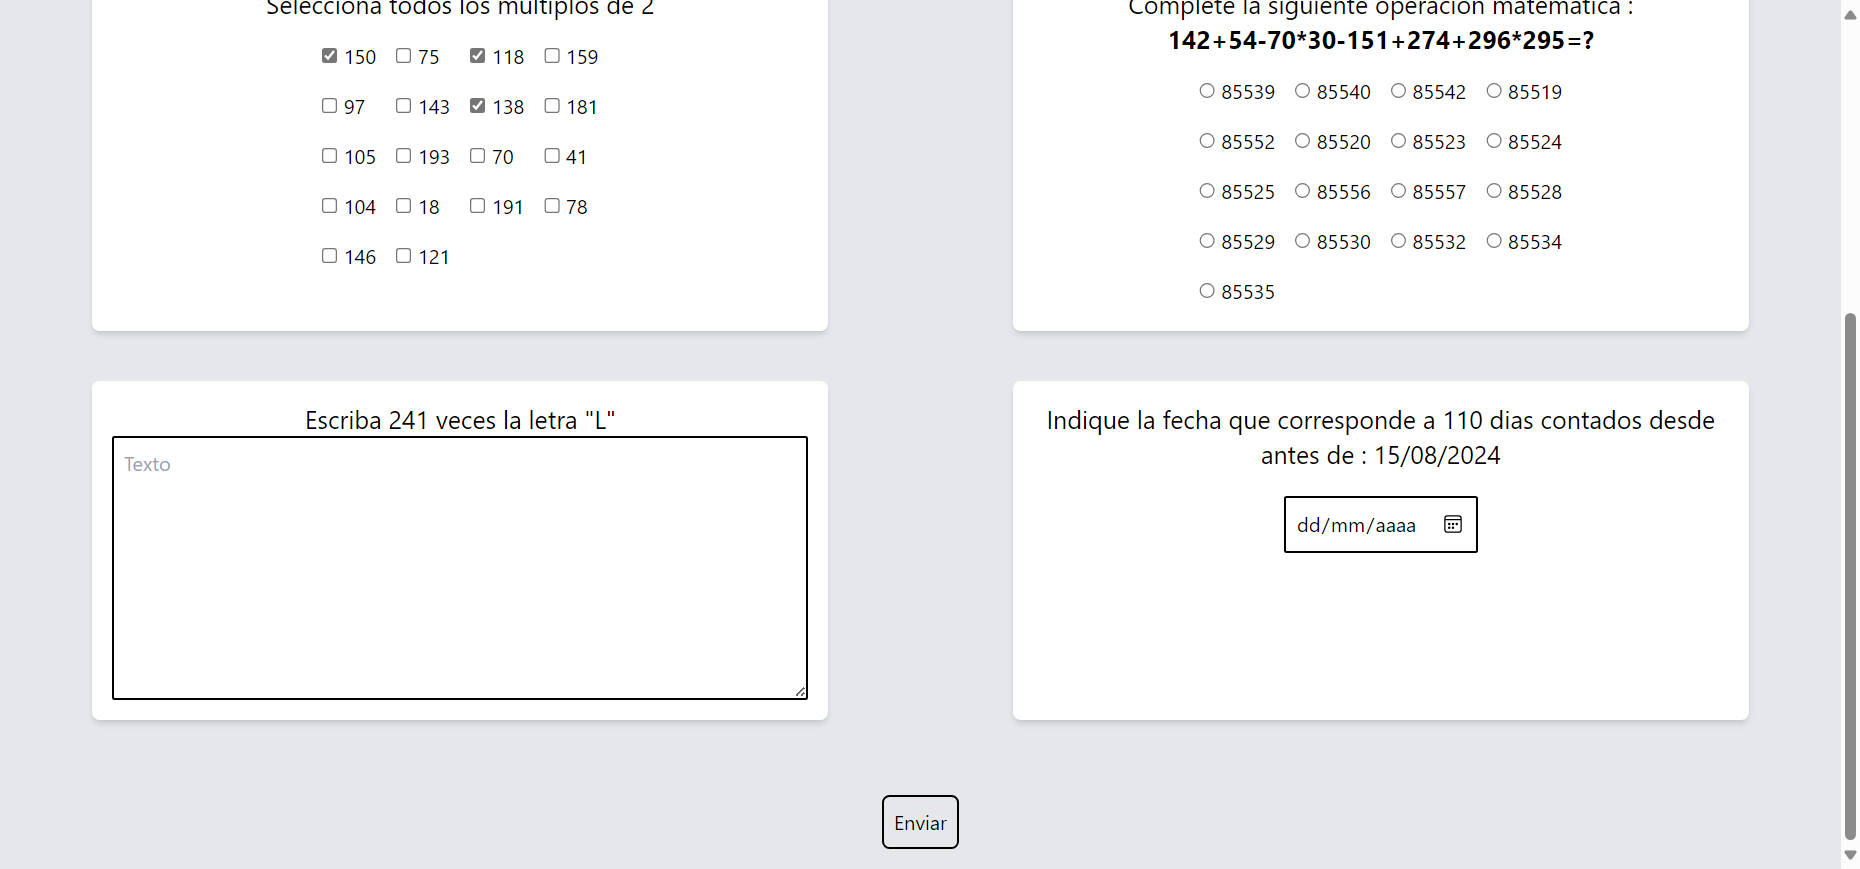 Selecciona todos los multiplos de 2
150 75 118 159
97 143 138 181
105 193 70 41
104 18 191 78
146 121
Complete la siguiente operación matemática :
142+54-70*30-151+274+296*295=?
85539 85540 85542 85519
85552 85520 85523 85524
85525 85556 85557 85528
85529 85530 85532 85534
85535
Escriba 241 veces la letra "L"
Texto
Indique la fecha que corresponde a 110 dias contados desde
antes de : 15/08/2024
dd/mm/aaaa
Enviar